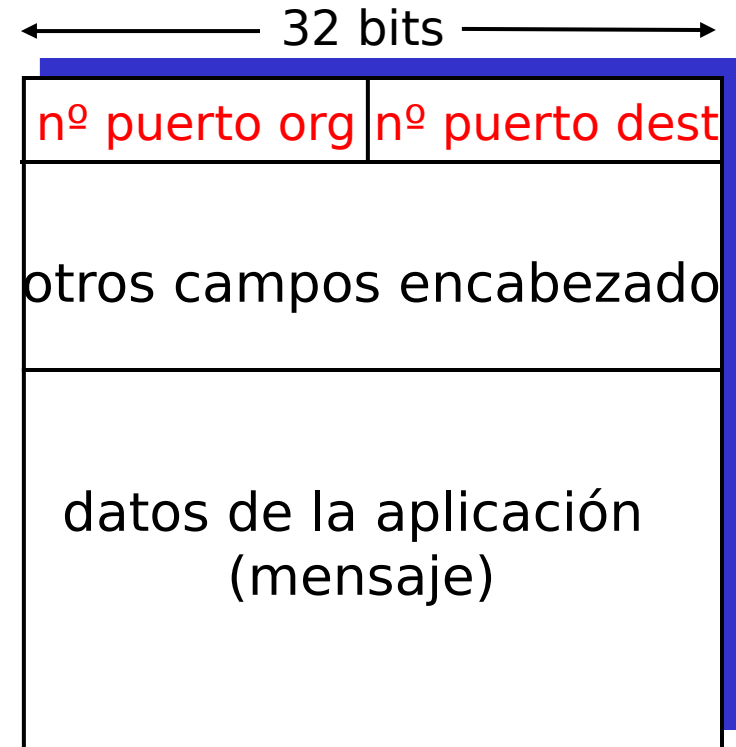 32 bits
nº puerto org nº puerto dest
otros campos encabezado
datos de la aplicación
(mensaje)